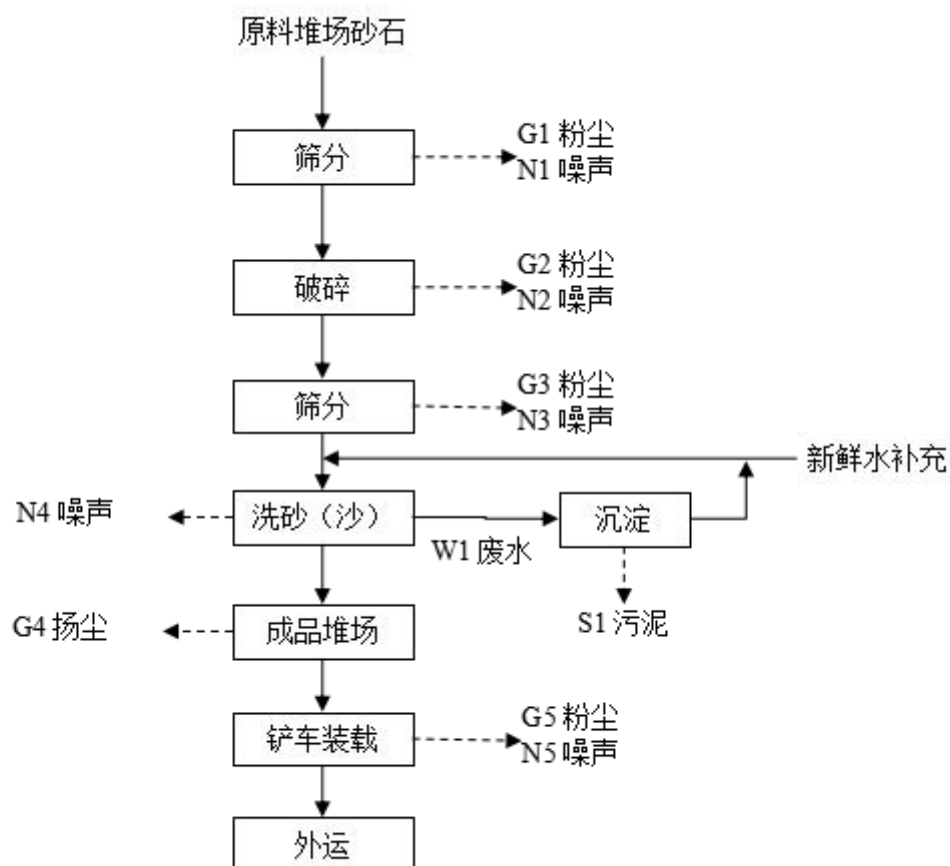 原料堆场砂石
筛分
G1 粉尘
N1 噪声
破碎
G2 粉尘
N2 噪声
筛分
G3 粉尘
N3 噪声
新鲜水补充
N4 噪声
洗砂（沙）
W1 废水
沉淀
S1 污泥
G4 扬尘
成品堆场
铲车装载
G5 粉尘
N5 噪声
外运